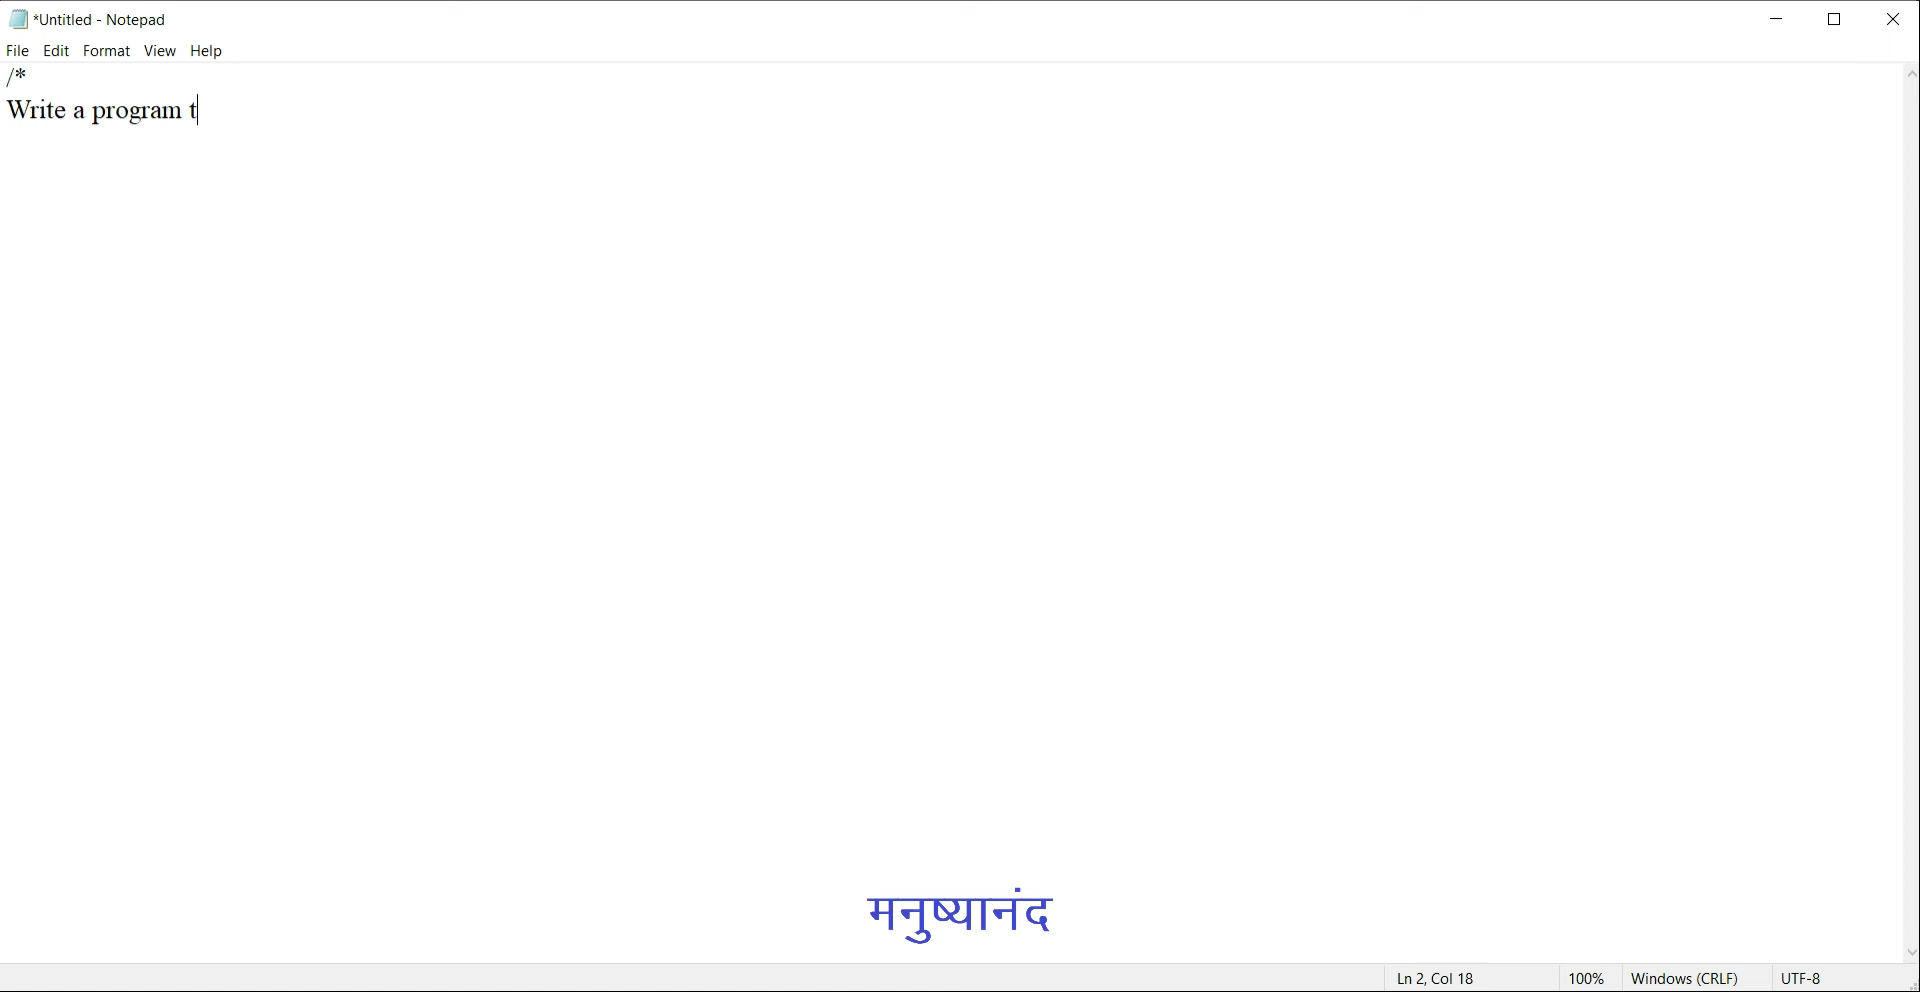 *Untitled - Notepad
File Edit Format View Help
/*
Write a program t
मनुष्यानंद
Ln 2, Col 18 100% Windows (CRLF) UTF-8